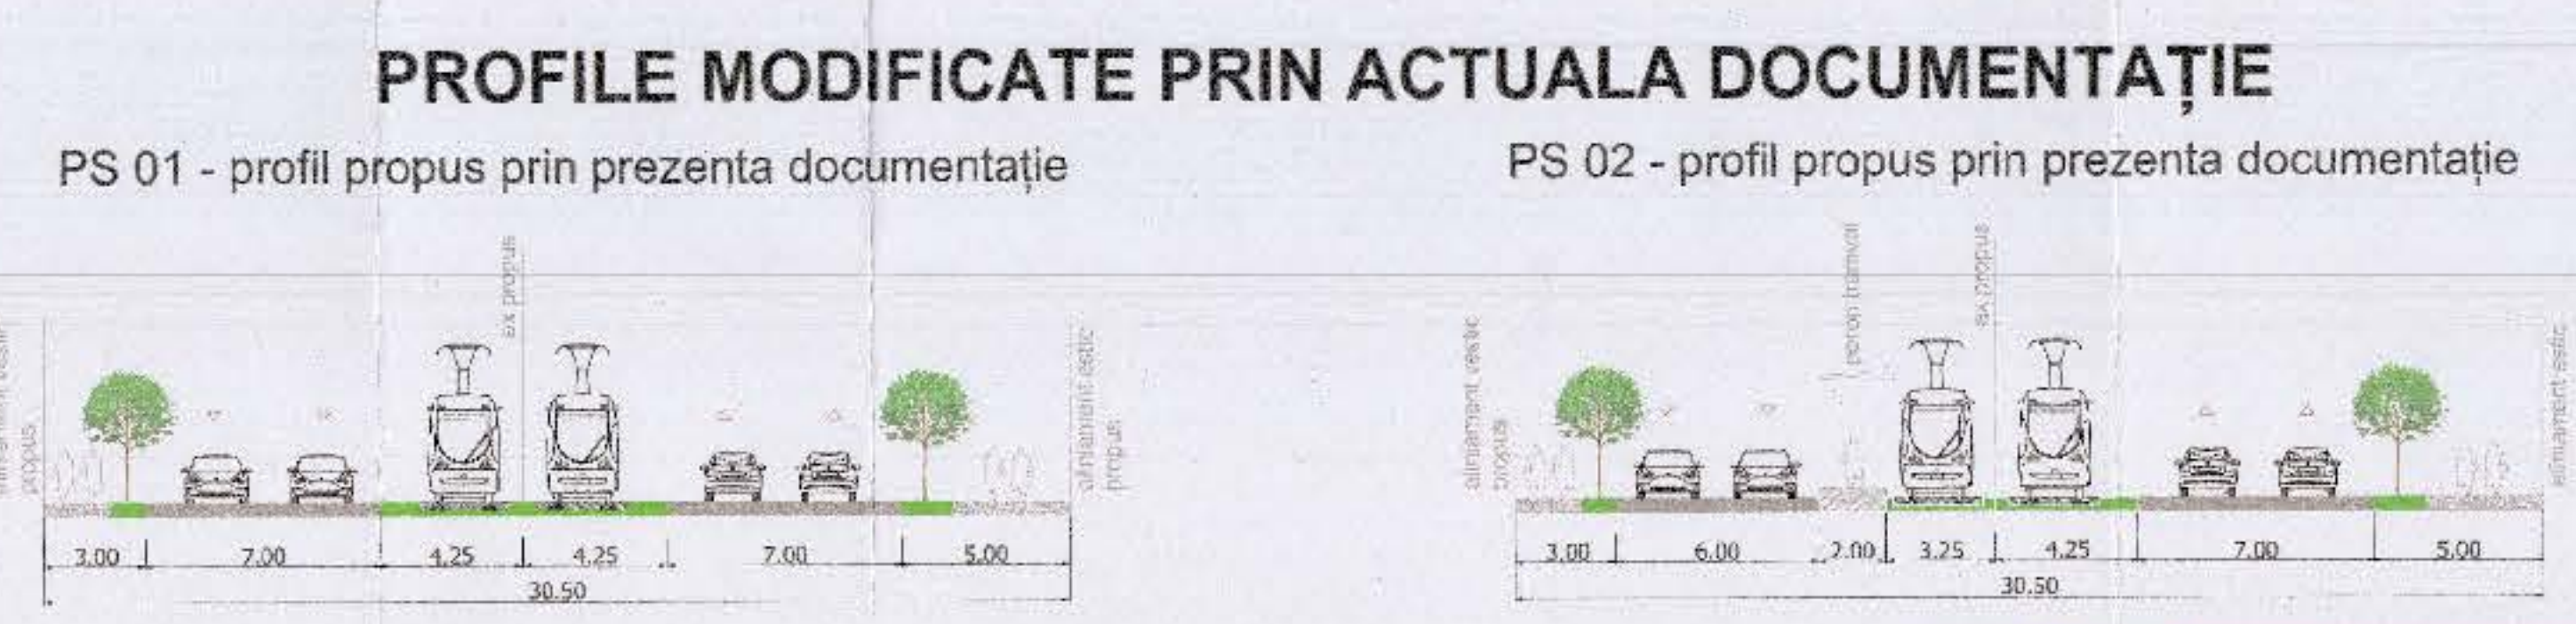 PROFILE MODIFICATE PRIN ACTUALA DOCUMENTAȚIE
PS 01 - profil propus prin prezenta documentație
ax propus
propus
aliniament estic
propus
3.00 7.00 4.25 4.25 7.00 5.00
30.50
PS 02 - profil propus prin prezenta documentație
peron tramvai
ax propus
aliniament vestic
propus
aliniament estic
3.00 6.00 2.00 3.25 4.25 7.00 5.00
30.50